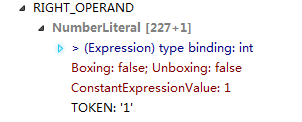 RIGHT_OPERAND
NumberLiteral [227+1]
> (Expression) type binding: int
Boxing: false; Unboxing: false
ConstantExpressionValue: 1
TOKEN: '1'